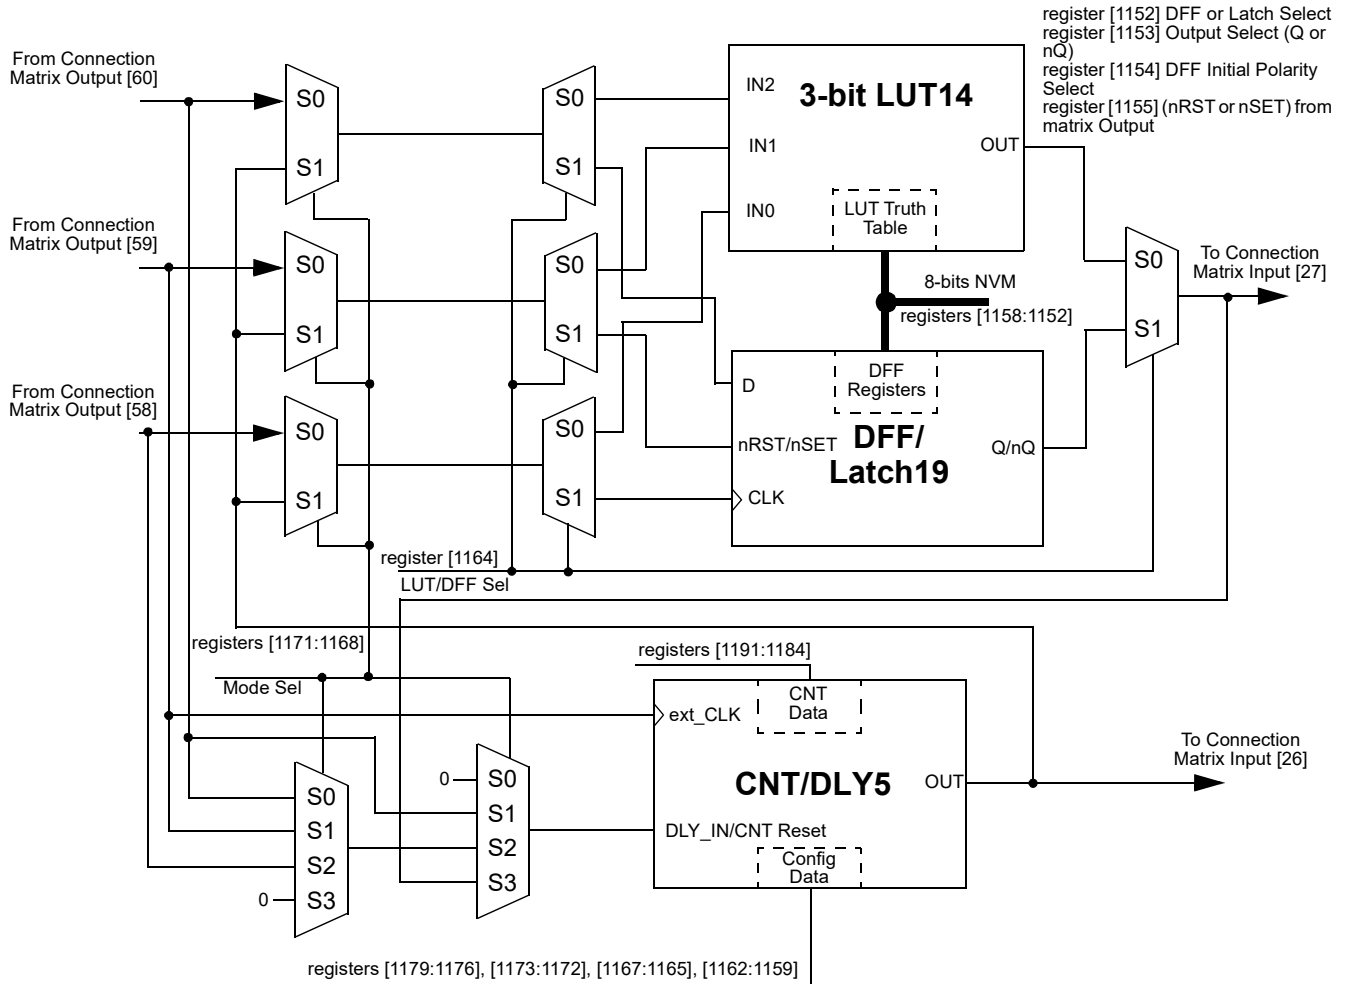 register [1152] DFF or Latch Select
register [1153] Output Select (Q or
nQ)
register [1154] DFF Initial Polarity
Select
register [1155] (nRST or nSET) from
matrix Output
From Connection
Matrix Output [60]
S0
S1
S0
S1
IN2
IN1
IN0
3-bit LUT14
OUT
LUT Truth
Table
From Connection
Matrix Output [59]
S0
S1
S0
S1
8-bits NVM
registers [1158:1152]
S0
S1
To Connection
Matrix Input [27]
From Connection
Matrix Output [58]
S0
S1
S0
S1
D
nRST/nSET
CLK
DFF
Registers
DFF/
Latch19
Q/nQ
register [1164]
LUT/DFF Sel
registers [1171:1168]
Mode Sel
registers [1191:1184]
ext_CLK
CNT
Data
CNT/DLY5
OUT
To Connection
Matrix Input [26]
DLY_IN/CNT Reset
Config
Data
0
S0
S1
S2
S3
S0
S1
S2
S3
0
registers [1179:1176], [1173:1172], [1167:1165], [1162:1159]